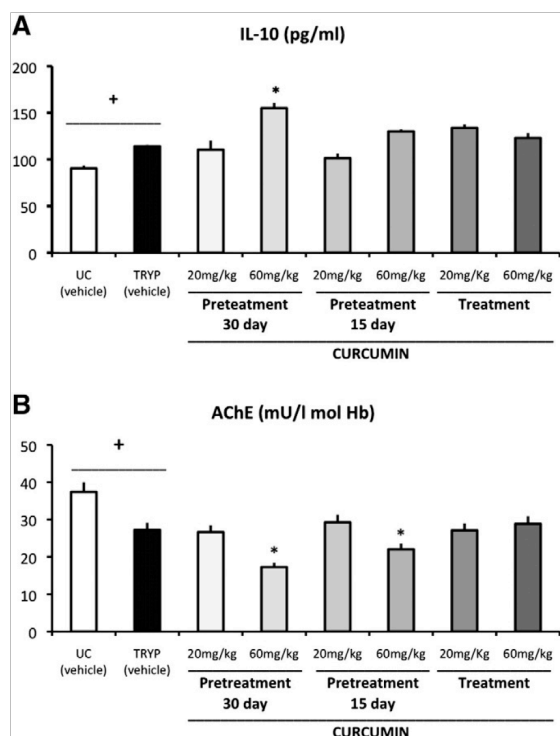 A
IL-10 (pg/ml)
200
150
100
50
0
+
*
UC
(vehicle)
TRYP
(vehicle)
20mg/kg 60mg/kg 20mg/kg 60mg/kg 20mg/Kg 60mg/kg
Pretreatment Pretreatment Treatment
30 day 15 day
CURCUMIN
B
AChE (mU/l mol Hb)
50
40
30
20
10
0
+
*
*
UC
(vehicle)
TRYP
(vehicle)
20mg/kg 60mg/kg 20mg/kg 60mg/kg 20mg/Kg 60mg/kg
Pretreatment Pretreatment Treatment
30 day 15 day
CURCUMIN